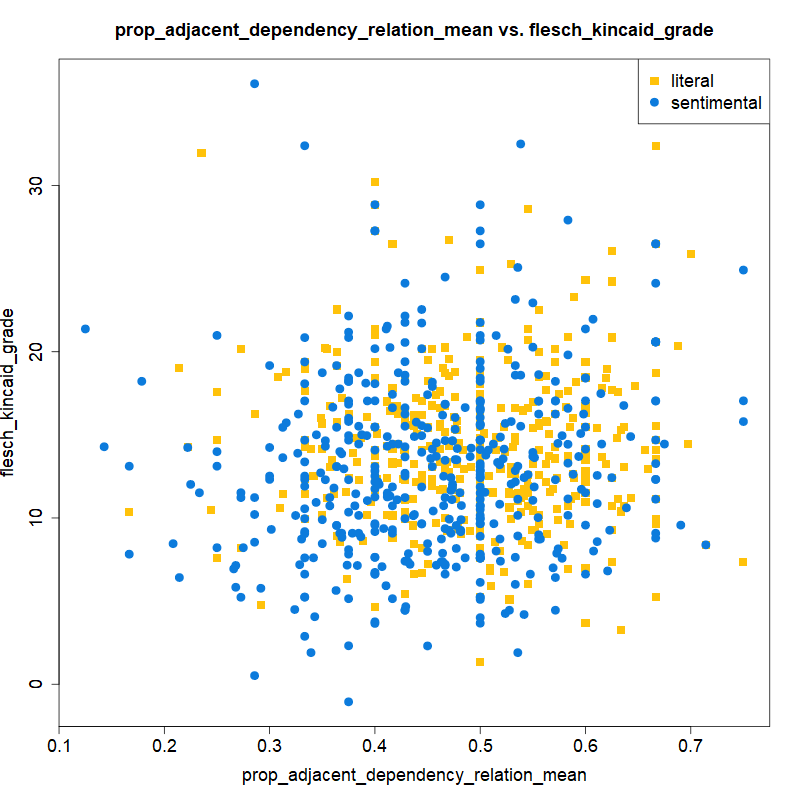 prop_adjacent_dependency_relation_mean vs. flesch_kincaid_grade
literal
sentimental
flesch_kincaid_grade
30
20
10
0
0.1 0.2 0.3 0.4 0.5 0.6 0.7
prop_adjacent_dependency_relation_mean